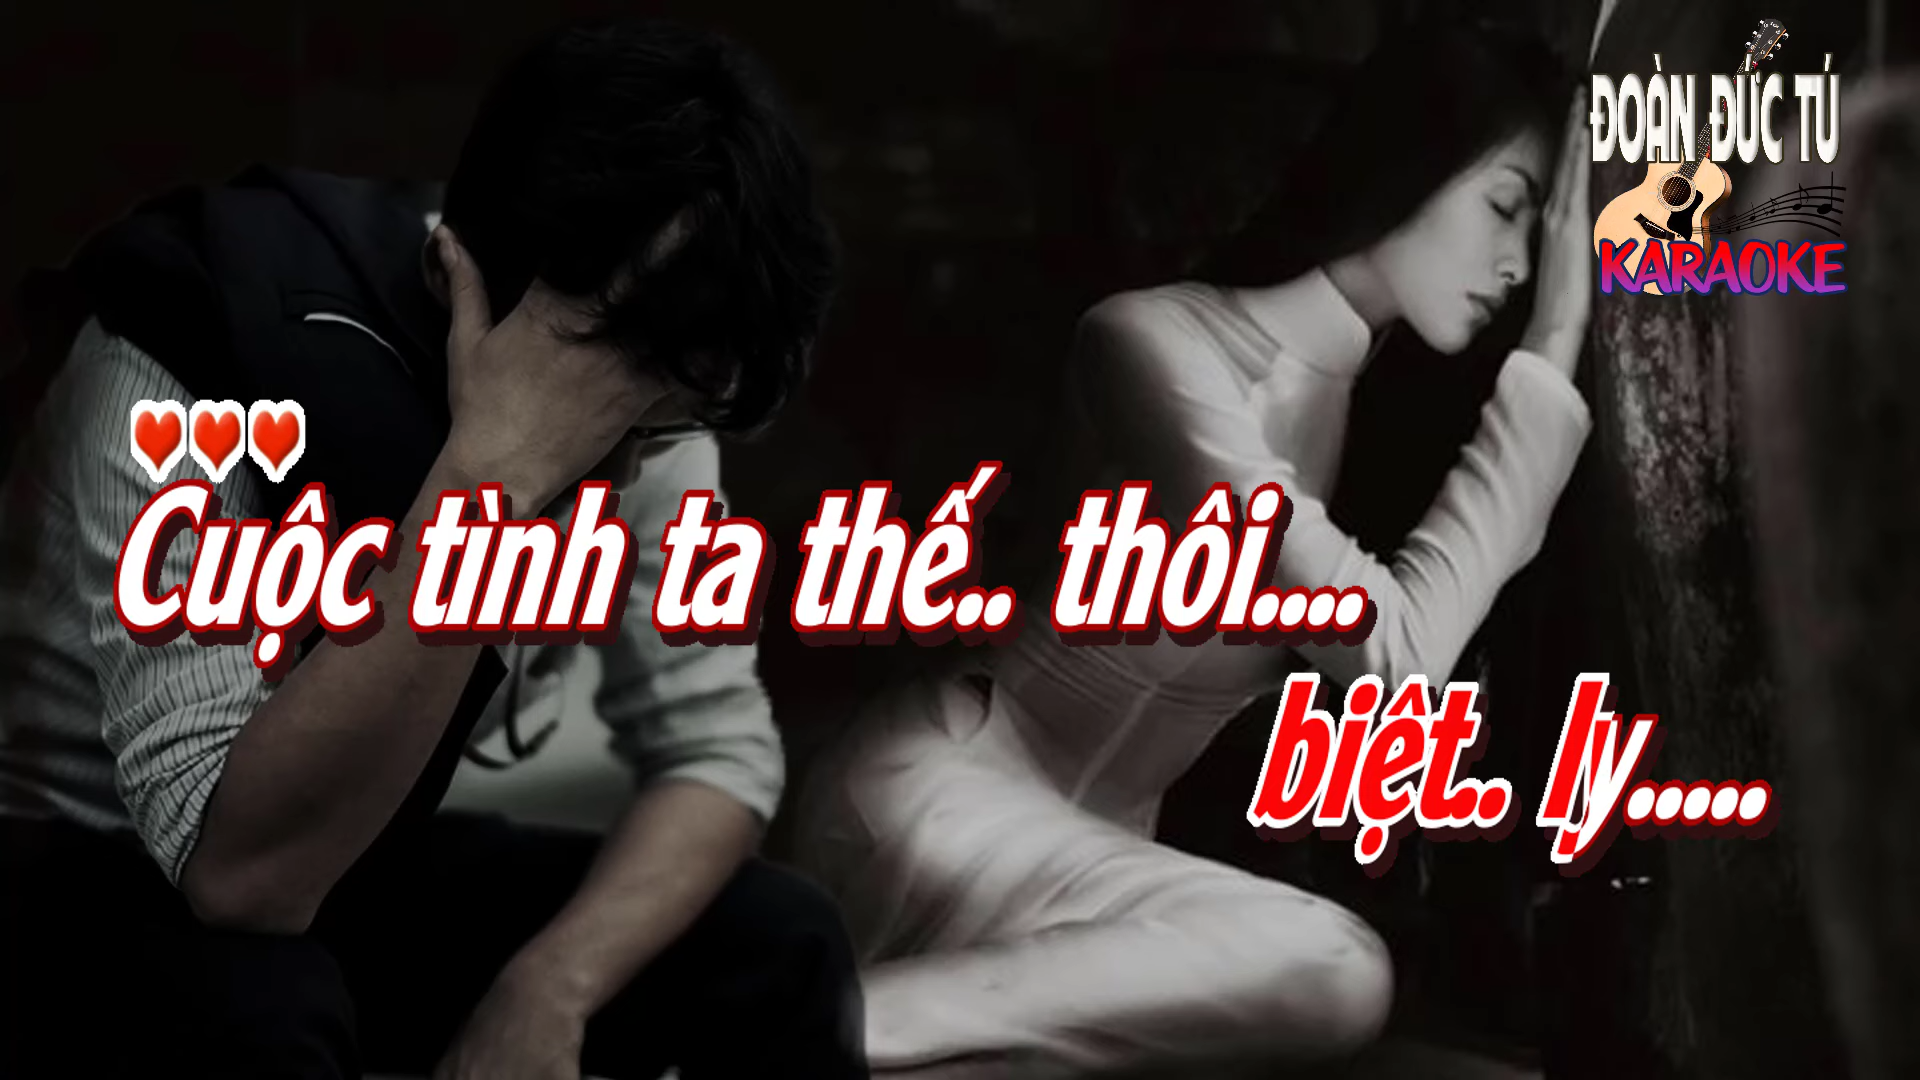 ĐOÀN ĐỨC TÚ
KARAOKE
Cuộc tình ta thế.. thôi....
biệt.. ly.....